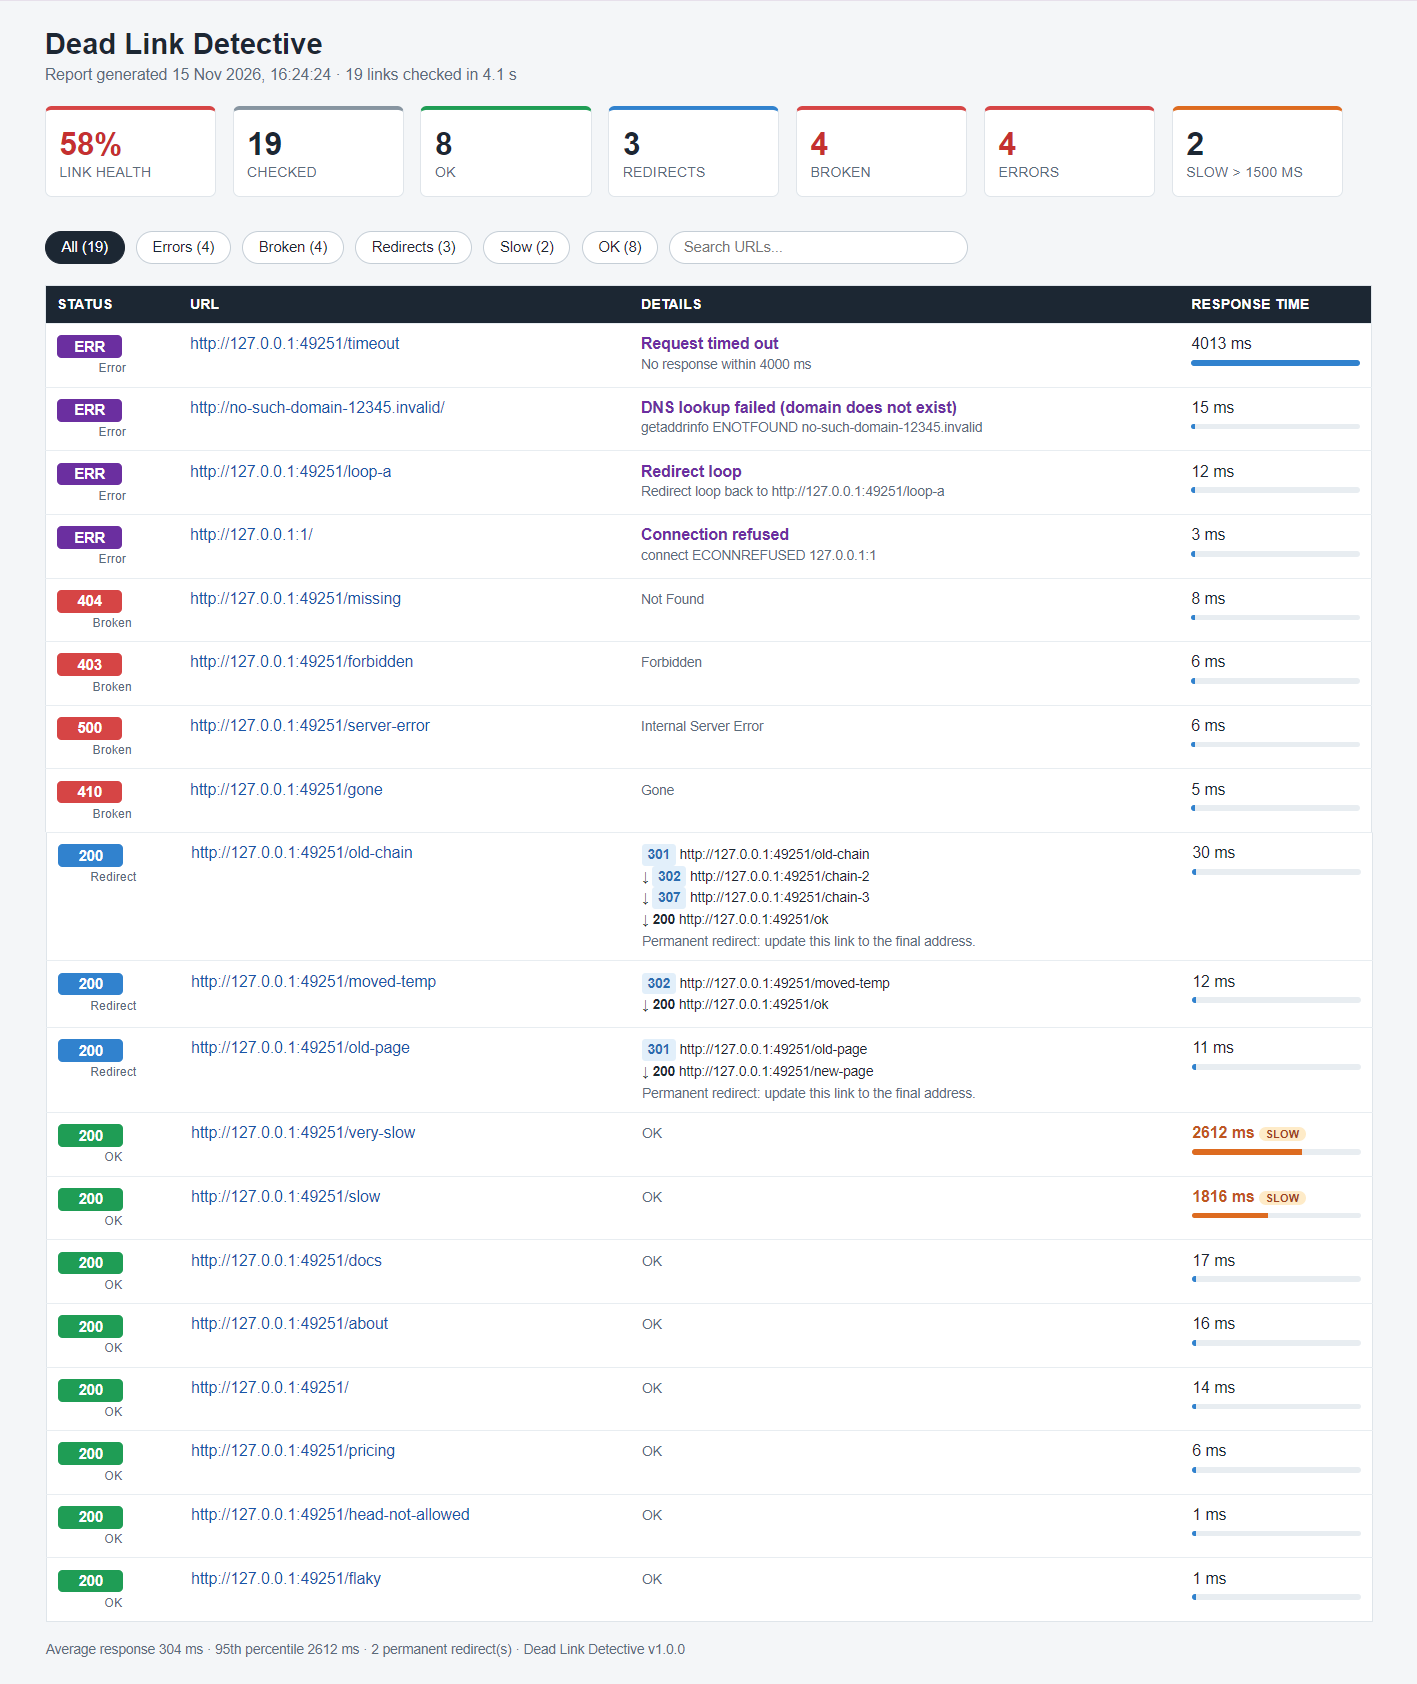 Dead Link Detective
Report generated 15 Nov 2026, 16:24:24 · 19 links checked in 4.1 s
58%
LINK HEALTH
19
CHECKED
8
OK
3
REDIRECTS
4
BROKEN
4
ERRORS
2
SLOW > 1500 MS
All (19)
Errors (4)
Broken (4)
Redirects (3)
Slow (2)
OK (8)
Search URLs...
STATUS URL DETAILS RESPONSE TIME
ERR http://127.0.0.1:49251/timeout Request timed out 4013 ms
Error No response within 4000 ms
ERR http://no-such-domain-12345.invalid/ DNS lookup failed (domain does not exist) 15 ms
Error getaddrinfo ENOTFOUND no-such-domain-12345.invalid
ERR http://127.0.0.1:49251/loop-a Redirect loop 12 ms
Error Redirect loop back to http://127.0.0.1:49251/loop-a
ERR http://127.0.0.1:1/ Connection refused 3 ms
Error connect ECONNREFUSED 127.0.0.1:1
404 http://127.0.0.1:49251/missing Not Found 8 ms
Broken
403 http://127.0.0.1:49251/forbidden Forbidden 6 ms
Broken
500 http://127.0.0.1:49251/server-error Internal Server Error 6 ms
Broken
410 http://127.0.0.1:49251/gone Gone 5 ms
Broken
200 http://127.0.0.1:49251/old-chain 301 http://127.0.0.1:49251/old-chain 30 ms
Redirect ↓ 302 http://127.0.0.1:49251/chain-2
↓ 307 http://127.0.0.1:49251/chain-3
↓ 200 http://127.0.0.1:49251/ok
Permanent redirect: update this link to the final address.
200 http://127.0.0.1:49251/moved-temp 302 http://127.0.0.1:49251/moved-temp 12 ms
Redirect ↓ 200 http://127.0.0.1:49251/ok
200 http://127.0.0.1:49251/old-page 301 http://127.0.0.1:49251/old-page 11 ms
Redirect ↓ 200 http://127.0.0.1:49251/new-page
Permanent redirect: update this link to the final address.
200 http://127.0.0.1:49251/very-slow OK 2612 ms SLOW
OK
200 http://127.0.0.1:49251/slow OK 1816 ms SLOW
OK
200 http://127.0.0.1:49251/docs OK 17 ms
OK
200 http://127.0.0.1:49251/about OK 16 ms
OK
200 http://127.0.0.1:49251/ OK 14 ms
OK
200 http://127.0.0.1:49251/pricing OK 6 ms
OK
200 http://127.0.0.1:49251/head-not-allowed OK 1 ms
OK
200 http://127.0.0.1:49251/flaky OK 1 ms
OK
Average response 304 ms · 95th percentile 2612 ms · 2 permanent redirect(s) · Dead Link Detective v1.0.0